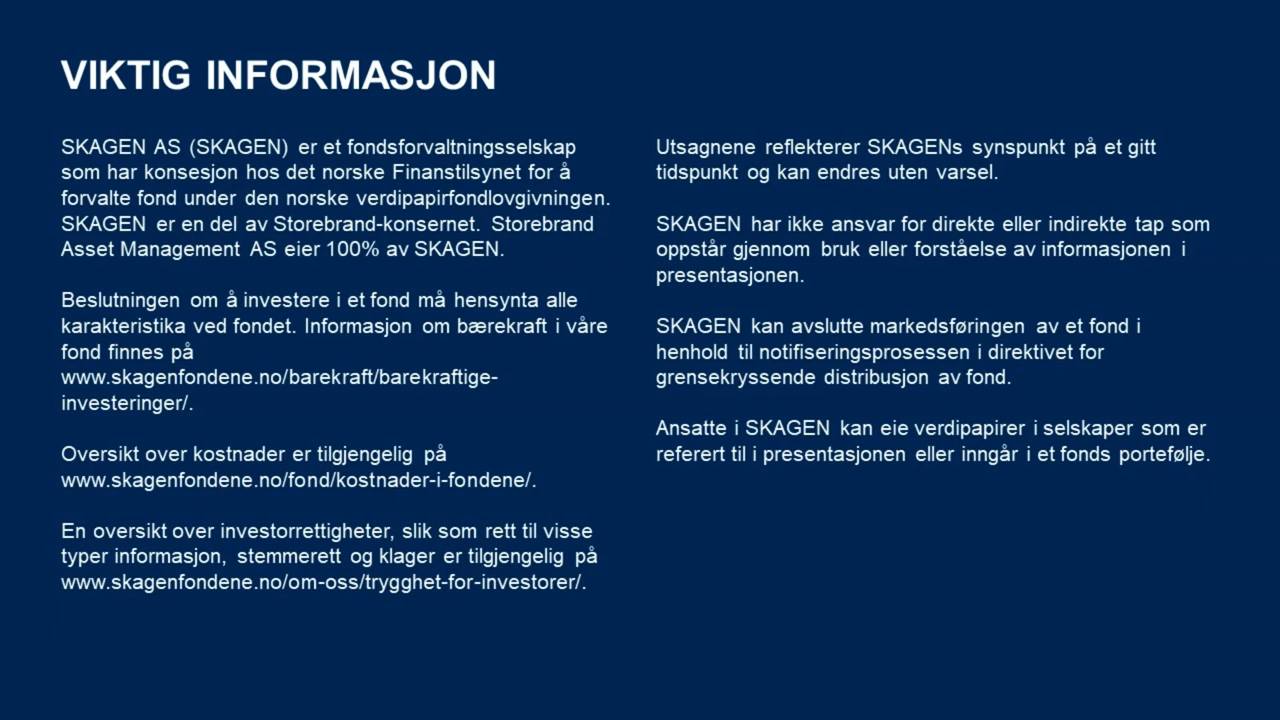 VIKTIG INFORMASJON
SKAGEN AS (SKAGEN) er et fondsforvaltningsselskap
som har konsesjon hos det norske Finanstilsynet for å
forvalte fond under den norske verdipapirfondlovgivningen.
SKAGEN er en del av Storebrand-konsernet. Storebrand
Asset Management AS eier 100% av SKAGEN.
Beslutningen om å investere i et fond må hensynta alle
karakteristika ved fondet. Informasjon om bærekraft i våre
fond finnes på
www.skagenfondene.no/barekraft/barekraftige-
investeringer/.
Oversikt over kostnader er tilgjengelig på
www.skagenfondene.no/fond/kostnader-i-fondene/.
En oversikt over investorrettigheter, slik som rett til visse
typer informasjon, stemmerett og klager er tilgjengelig på
www.skagenfondene.no/om-oss/trygghet-for-investorer/.
Utsagnene reflekterer SKAGENs synspunkt på et gitt
tidspunkt og kan endres uten varsel.
SKAGEN har ikke ansvar for direkte eller indirekte tap som
oppstår gjennom bruk eller forståelse av informasjonen i
presentasjonen.
SKAGEN kan avslutte markedsføringen av et fond i
henhold til notifiseringsprosessen i direktivet for
grensekryssende distribusjon av fond.
Ansatte i SKAGEN kan eie verdipapirer i selskaper som er
referert til i presentasjonen eller inngår i et fonds portefølje.